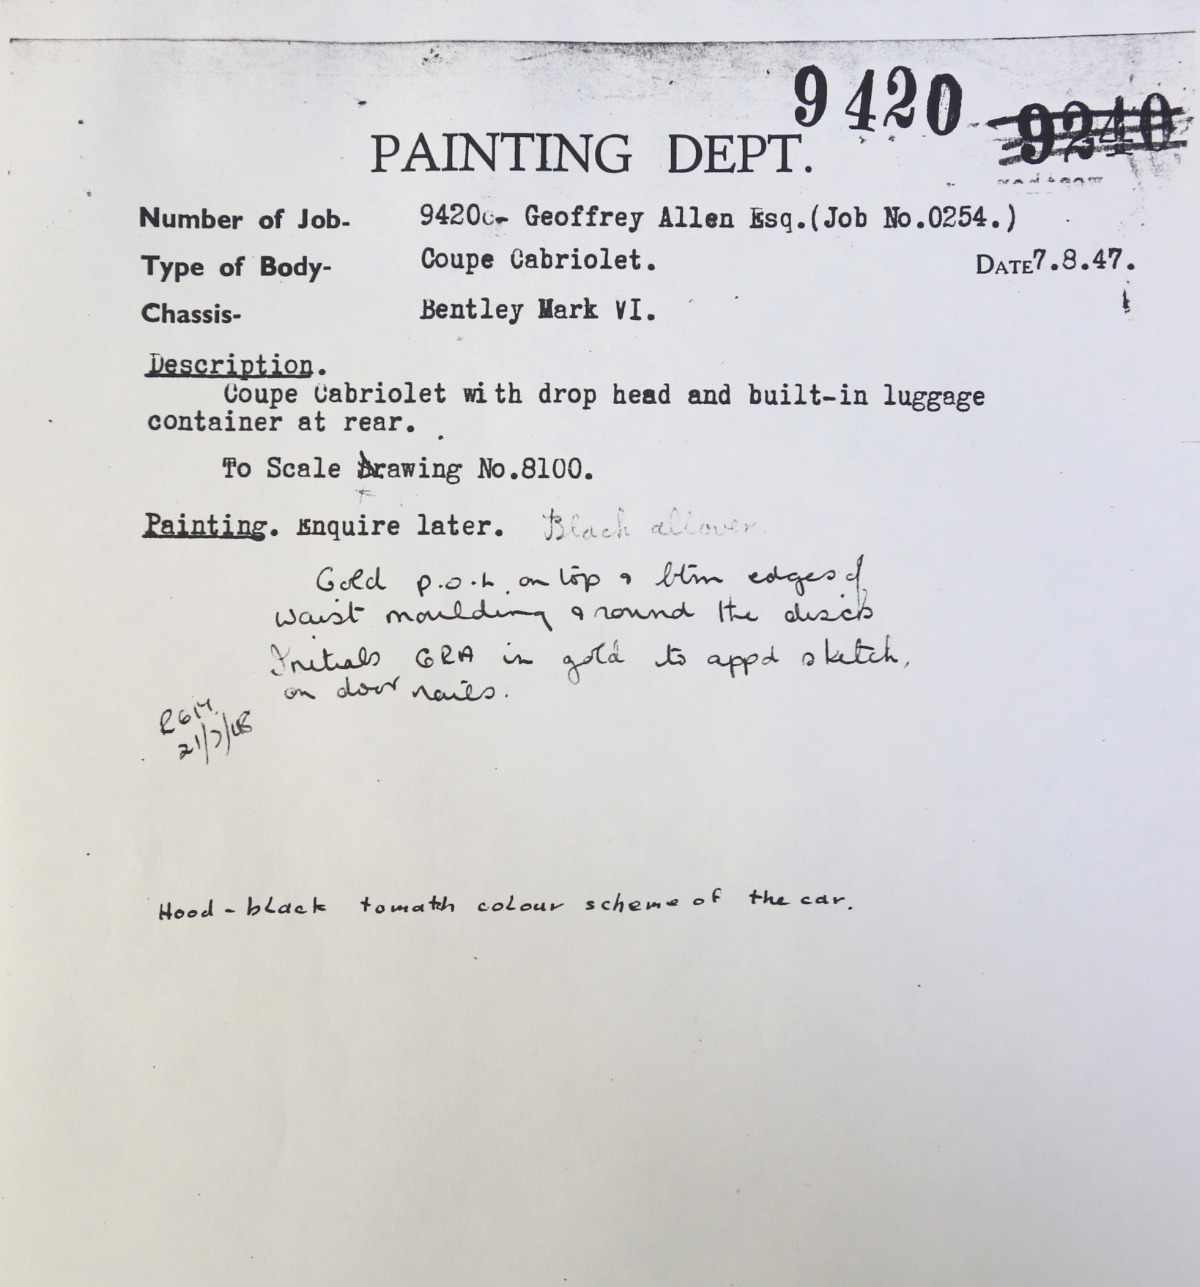 9420 9240
PAINTING DEPT.
Number of Job- 9420c- Geoffrey Allen Esq.(Job No.0254.)
Type of Body- Coupe Cabriolet. DATE 7.8.47.
Chassis- Bentley Mark VI.
Description.
Coupe Cabriolet with drop head and built-in luggage
container at rear.
To Scale Drawing No.8100.
Painting. Enquire later. Black allover
Gold p.o.l. on top & btm edges of
waist moulding & round the discs
Initials GRA in gold to appd sketch,
on door nails.
RGM.
21/7/48
Hood - black to match colour scheme of the car.